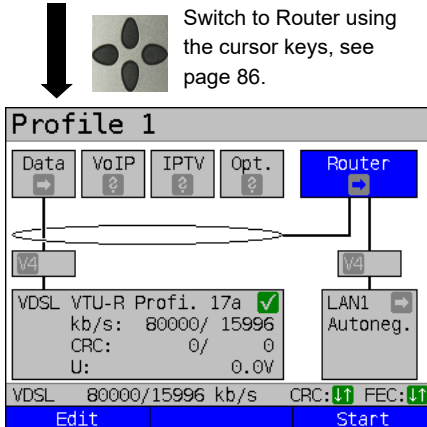 Switch to Router using
the cursor keys, see
page 86.
Profile 1
Data VoIP IPTV Opt. Router
? ? ?
V4 V4
VDSL VTU-R Profi. 17a LAN1
kb/s: 80000/ 15996 Autoneg.
CRC: 0/ 0
U: 0.0V
VDSL 80000/15996 kb/s CRC: FEC:
Edit Start